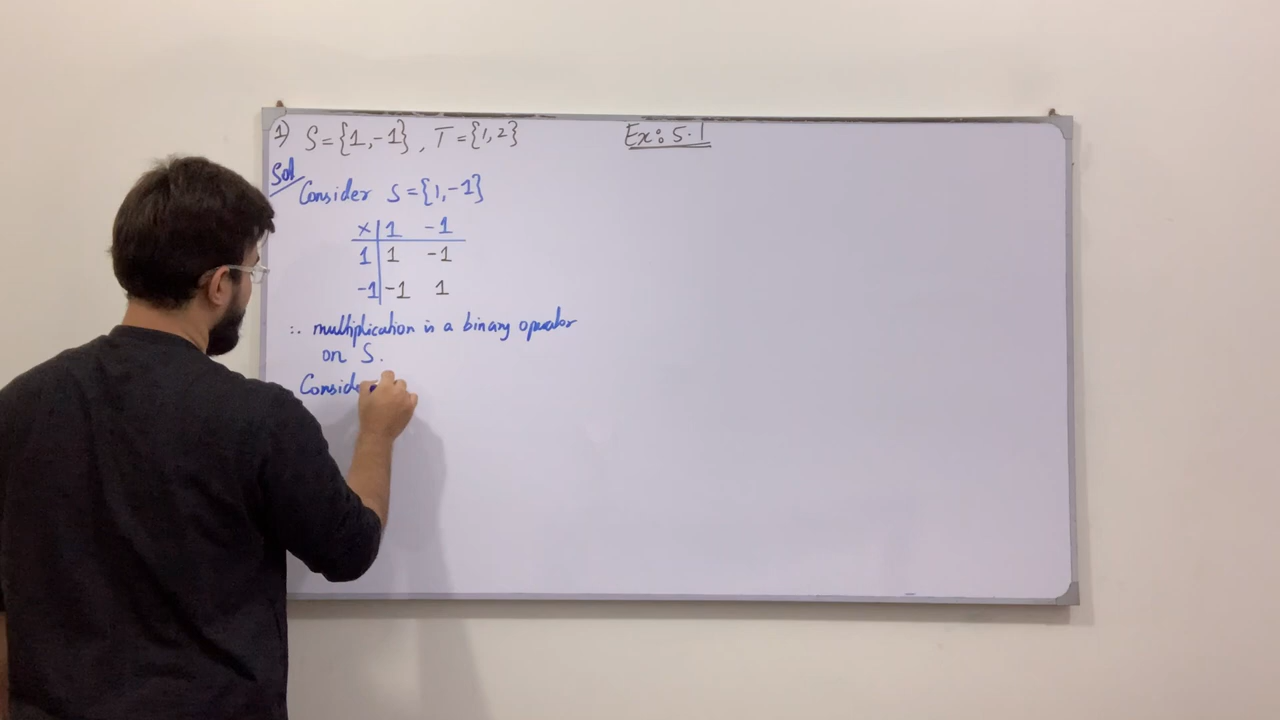 1) S={1,-1}, T={1,2}
Ex: 5.1
Sol
Consider S={1,-1}
× 1 -1
1 1 -1
-1 -1 1
∴ multiplication is a binary operator
on S.
Conside